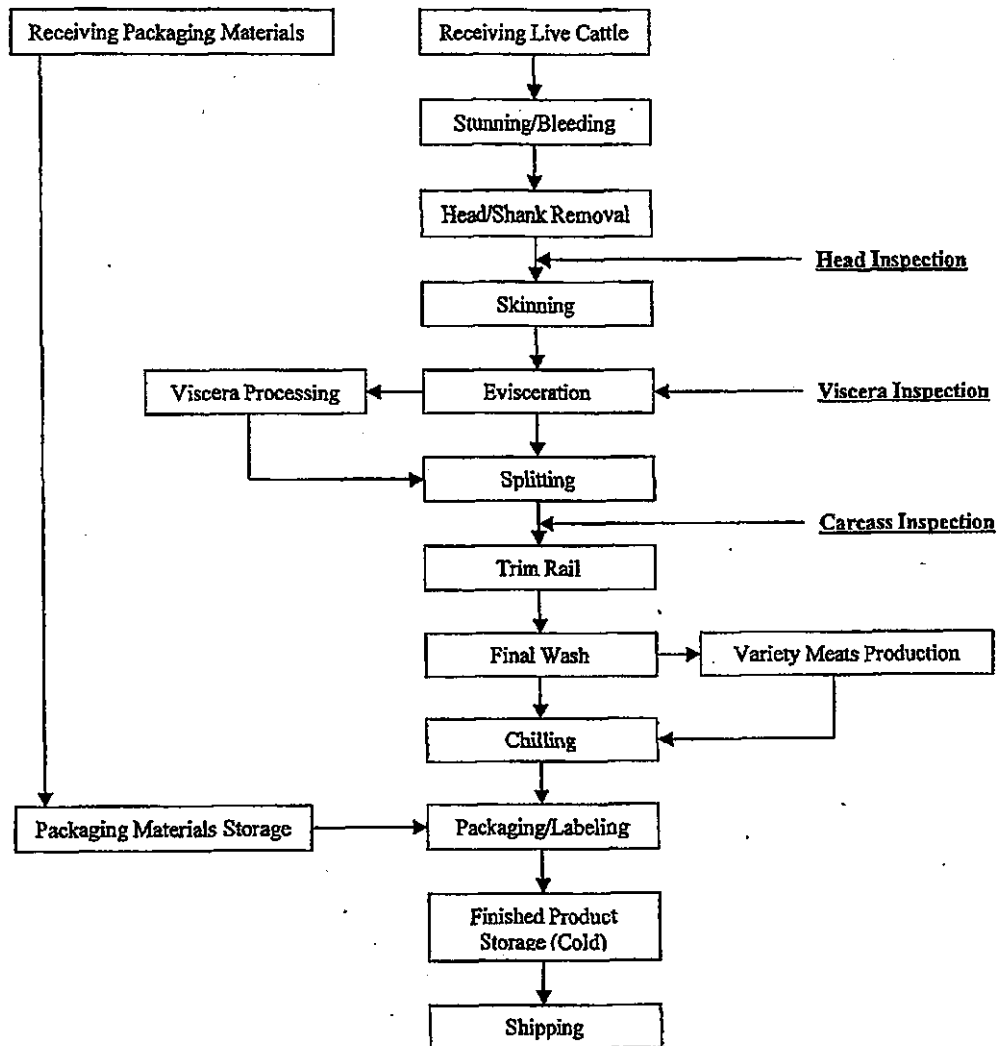 Receiving Packaging Materials
Receiving Live Cattle
Stunning/Bleeding
Head/Shank Removal
Head Inspection
Skinning
Viscera Processing
Evisceration
Viscera Inspection
Splitting
Carcass Inspection
Trim Rail
Final Wash
Variety Meats Production
Chilling
Packaging Materials Storage
Packaging/Labeling
Finished Product
Storage (Cold)
Shipping